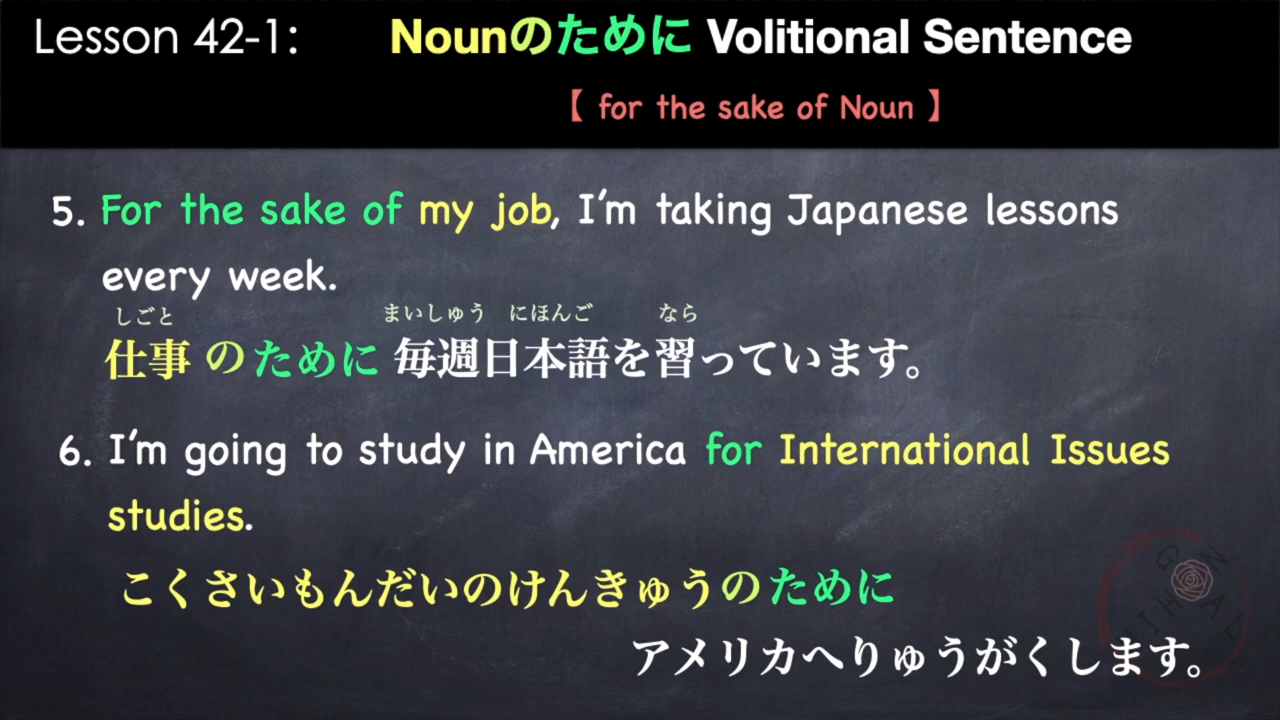 Lesson 42-1: Nounのために Volitional Sentence
【 for the sake of Noun 】
5. For the sake of my job, I'm taking Japanese lessons
every week.
しごと まいしゅう にほんご なら
仕事 のために 毎週日本語を習っています。
6. I'm going to study in America for International Issues
studies.
こくさいもんだいのけんきゅうのために
アメリカへりゅうがくします。